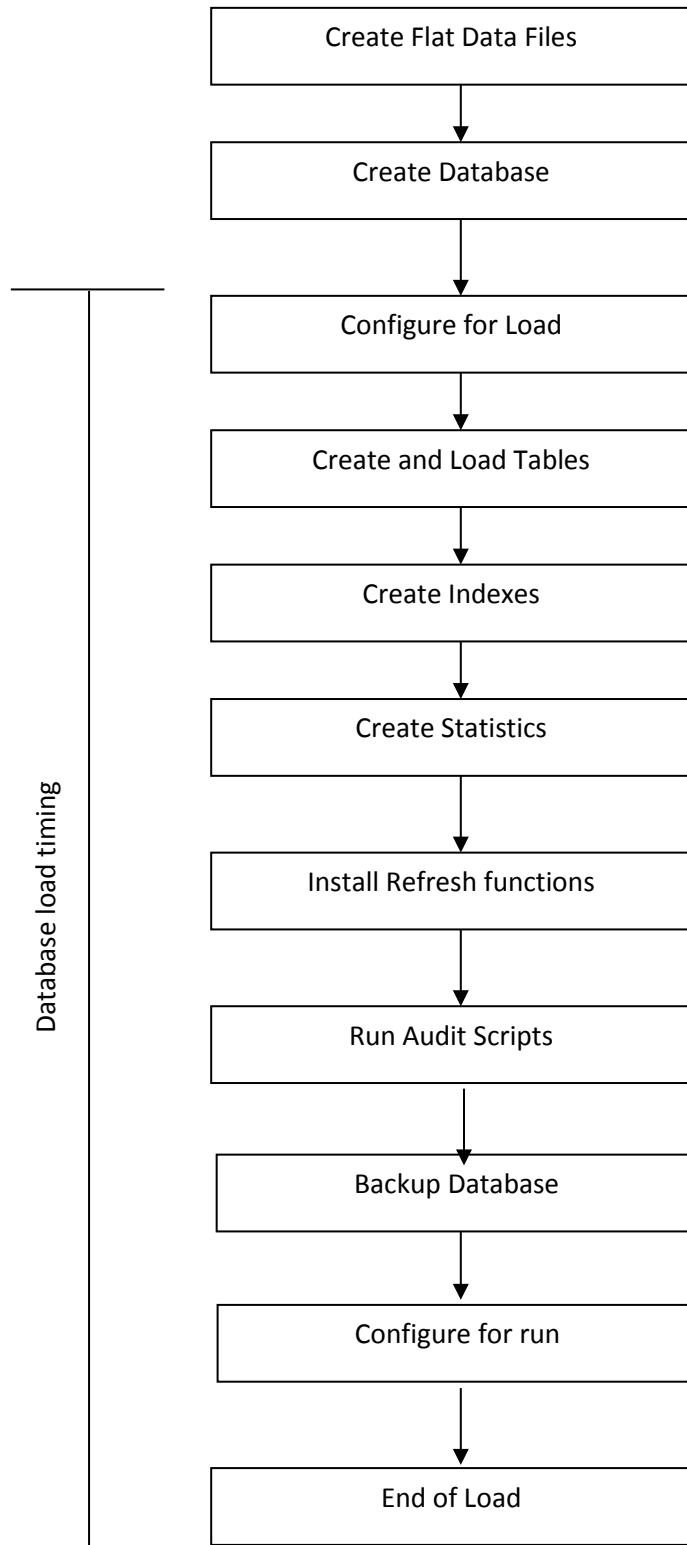 Create Flat Data Files
Create Database
Configure for Load
Create and Load Tables
Create Indexes
Create Statistics
Install Refresh functions
Run Audit Scripts
Backup Database
Configure for run
End of Load
Database load timing